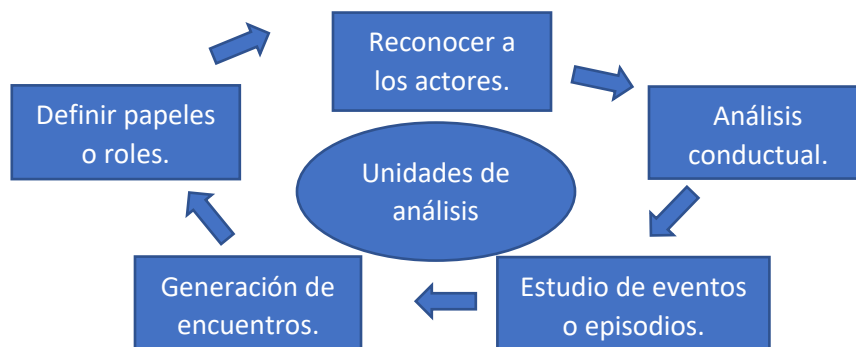 Reconocer a
los actores.
Análisis
conductual.
Estudio de eventos
o episodios.
Generación de
encuentros.
Definir papeles
o roles.
Unidades de
análisis